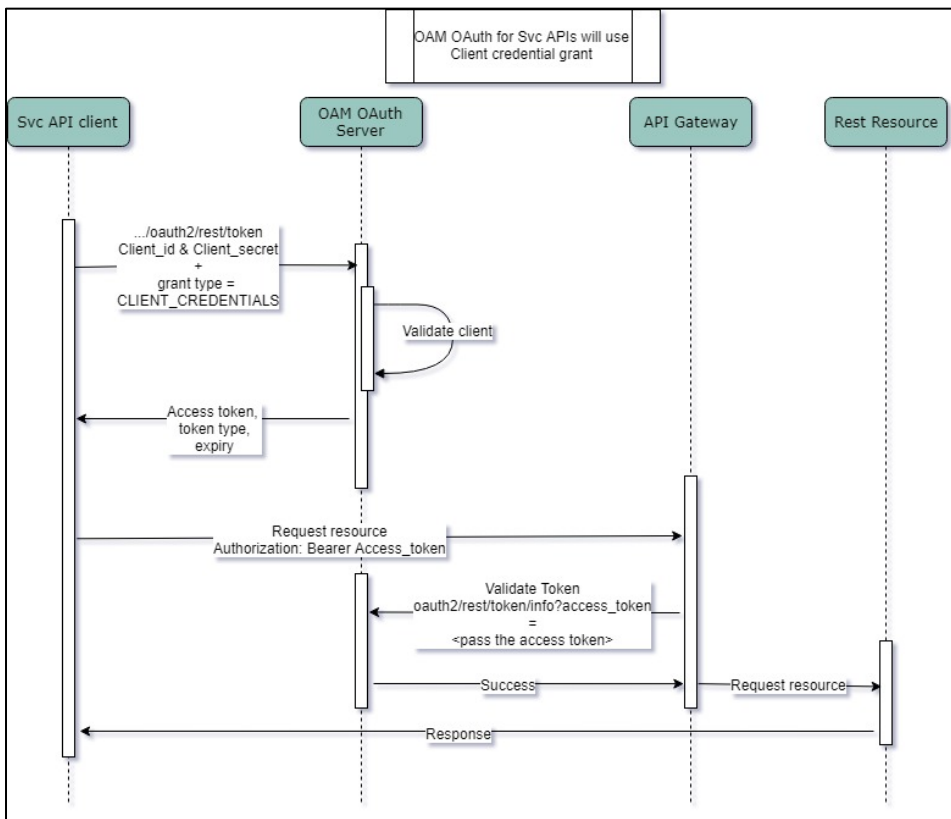 OAM OAuth for Svc APIs will use
Client credential grant
Svc API client
OAM OAuth
Server
API Gateway
Rest Resource
.../oauth2/rest/token
Client_id & Client_secret
+
grant type =
CLIENT_CREDENTIALS
Validate client
Access token,
token type,
expiry
Request resource
Authorization: Bearer Access_token
Validate Token
oauth2/rest/token/info?access_token
=
<pass the access token>
Success
Request resource
Response